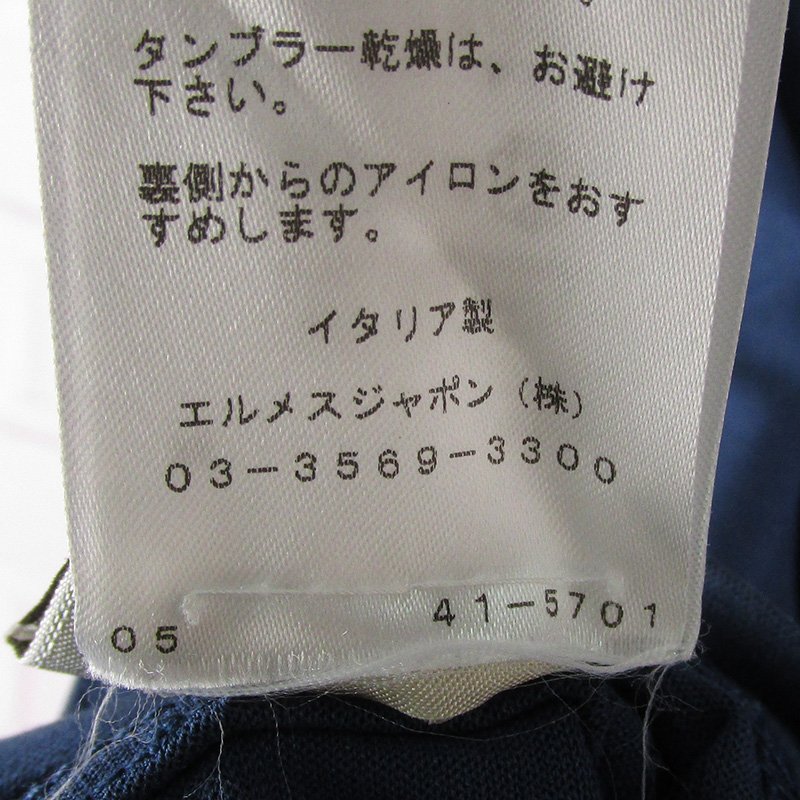 タンブラー乾燥は、お避け
下さい。
裏側からのアイロンをおす
すめします。
イタリア製
エルメスジャポン（株）
03-3569-3300
05 41-5701